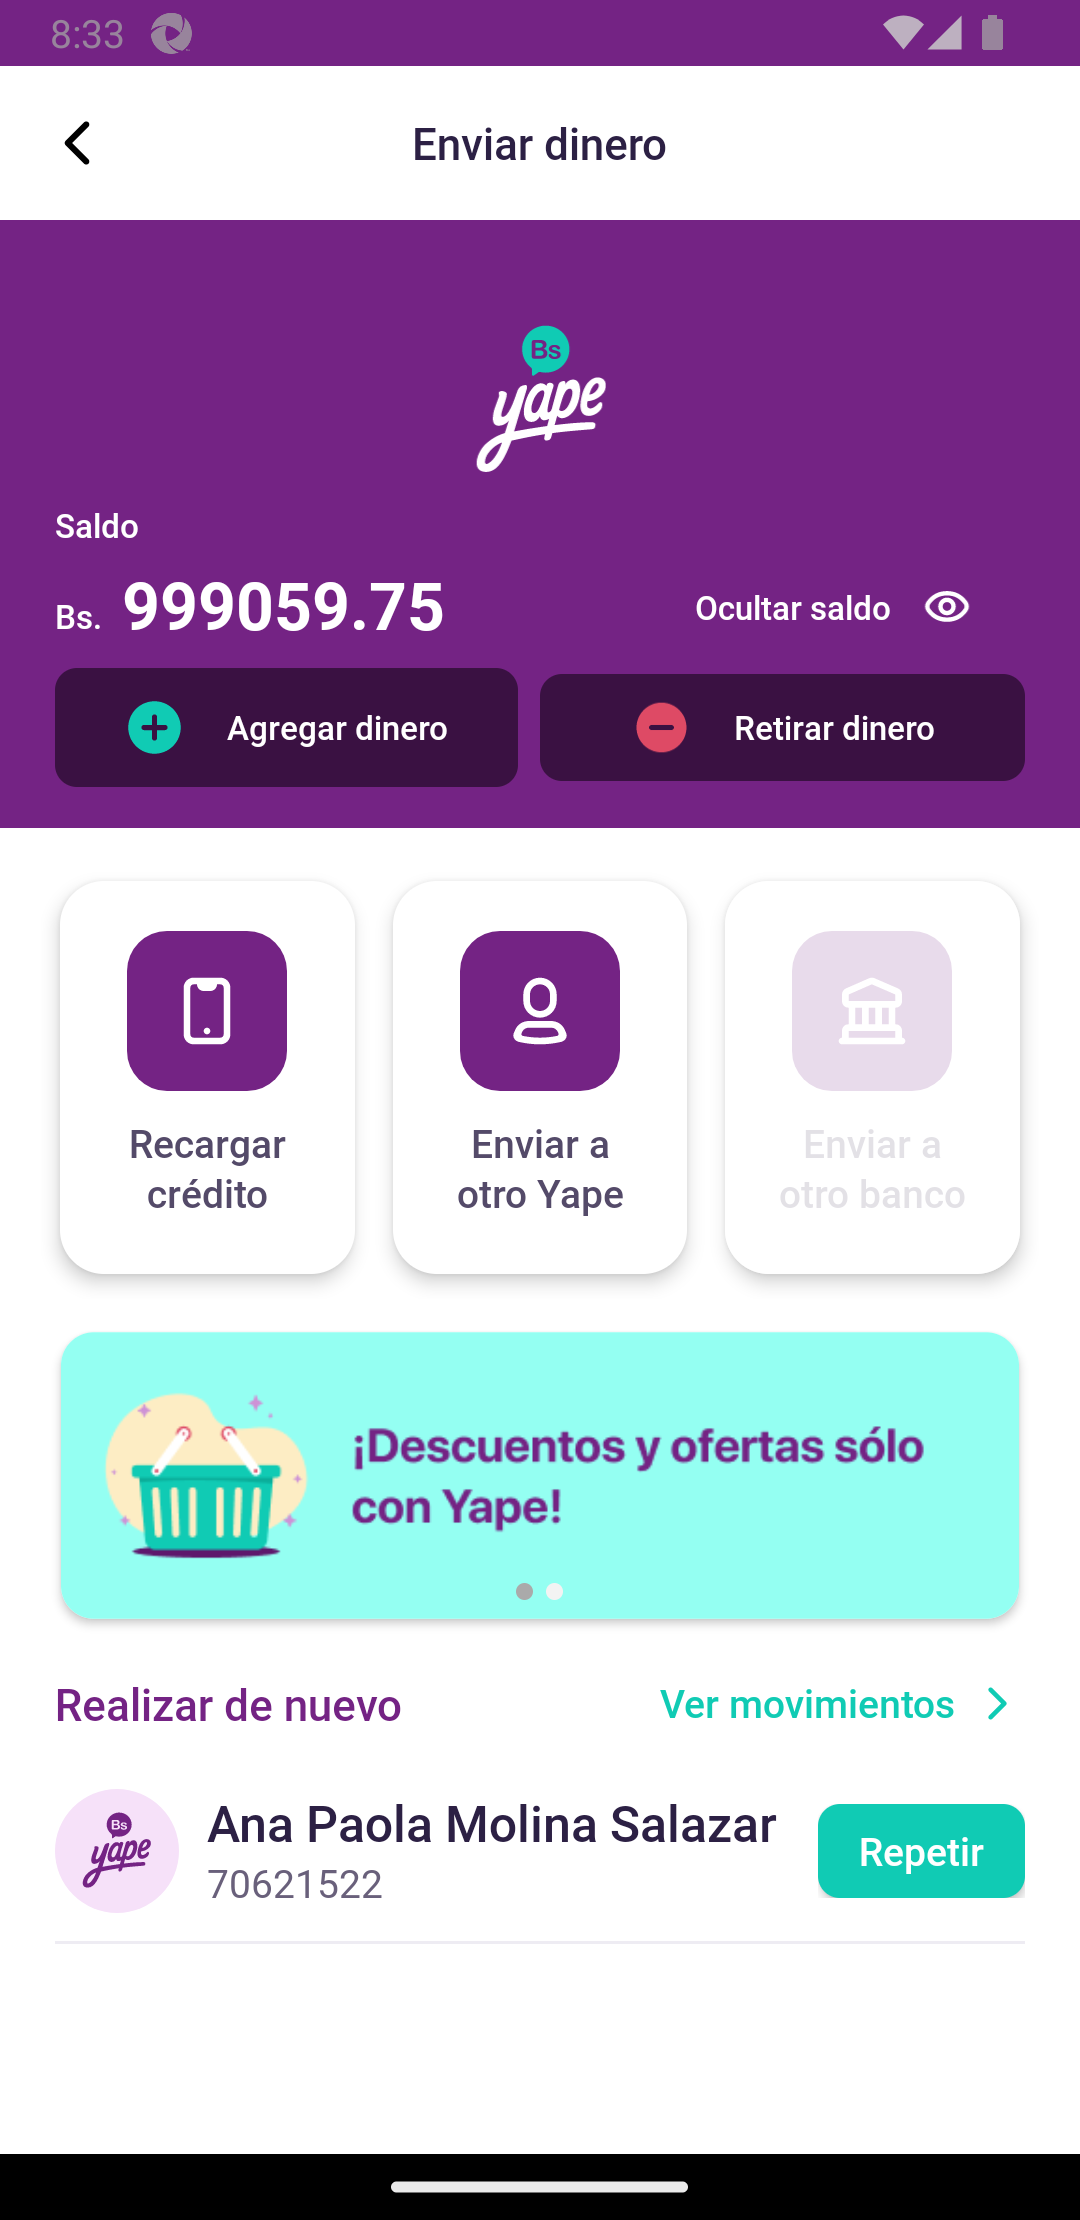 8:33
Enviar dinero
Bs
yape
Saldo
Bs. 999059.75
Ocultar saldo
Agregar dinero
Retirar dinero
Recargar
crédito
Enviar a
otro Yape
Enviar a
otro banco
¡Descuentos y ofertas sólo
con Yape!
Realizar de nuevo
Ver movimientos
Bs
yape
Ana Paola Molina Salazar
70621522
Repetir